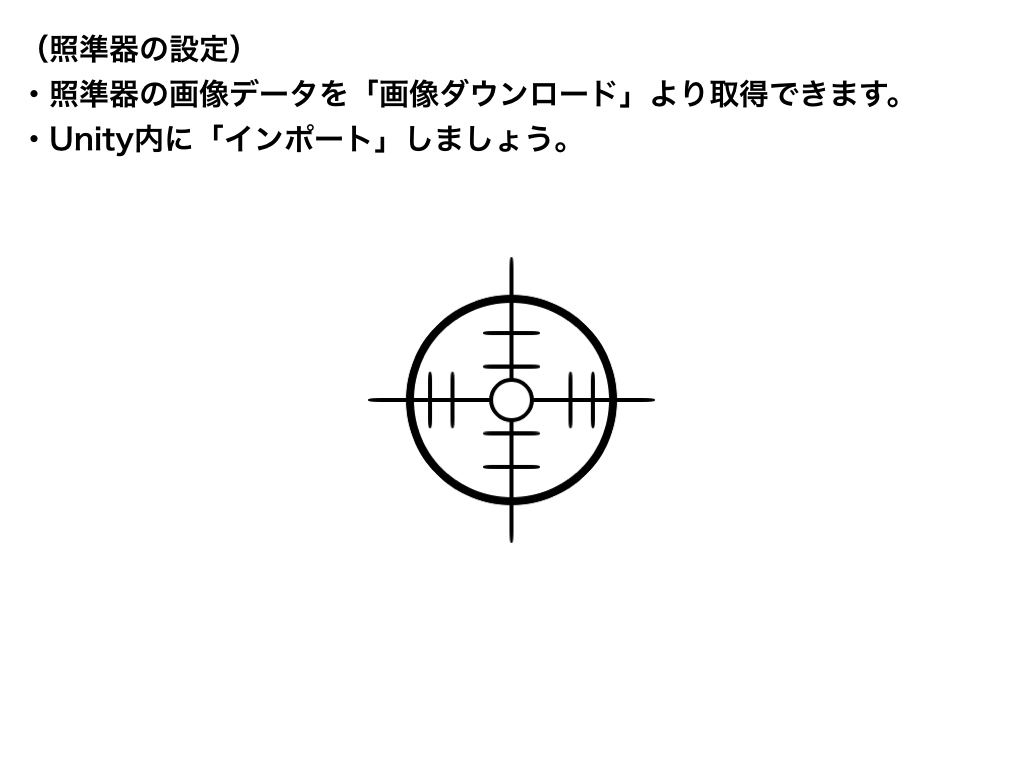 （照準器の設定）
・照準器の画像データを「画像ダウンロード」より取得できます。
・Unity内に「インポート」しましょう。